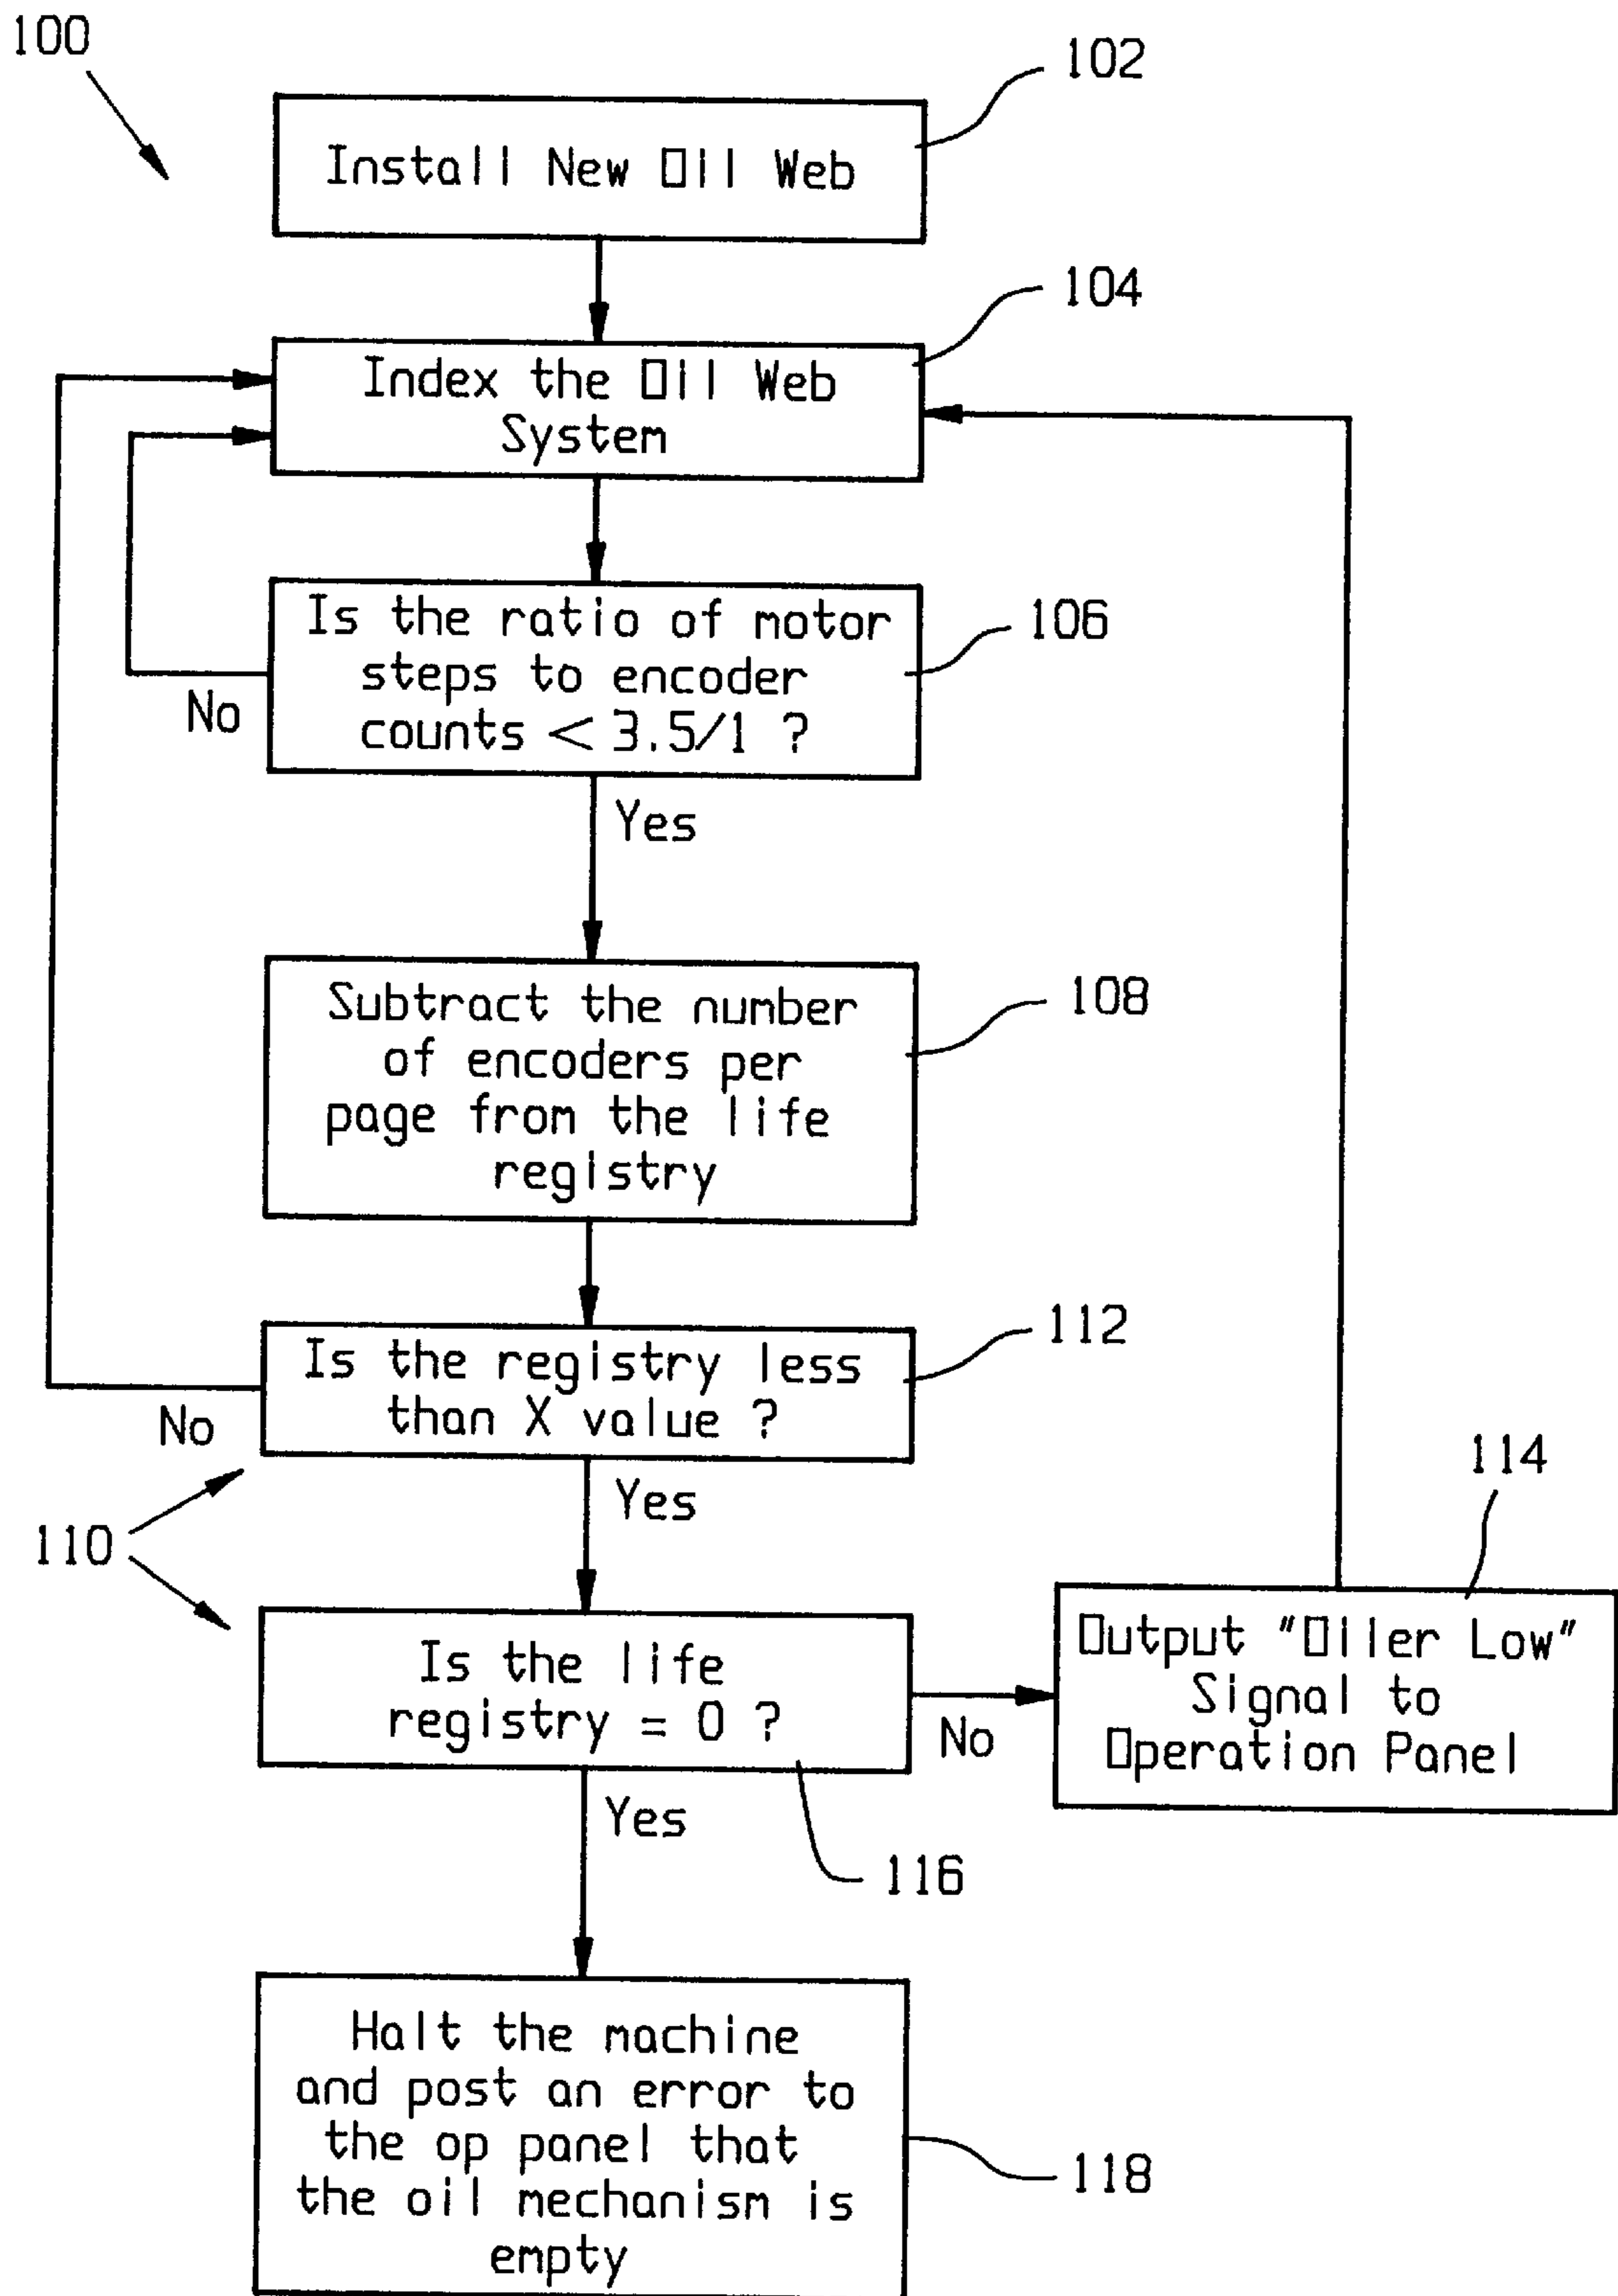 100
102
Install New Oil Web
104
Index the Oil Web
System
106
Is the ratio of motor
steps to encoder
counts < 3.5/1 ?
No
Yes
108
Subtract the number
of encoders per
page from the life
registry
112
Is the registry less
than X value ?
No
Yes
110
114
Is the life
registry = 0 ?
No
Output "Oiler Low"
Signal to
Operation Panel
Yes
116
Halt the machine
and post an error to
the op panel that
the oil mechanism is
empty
118